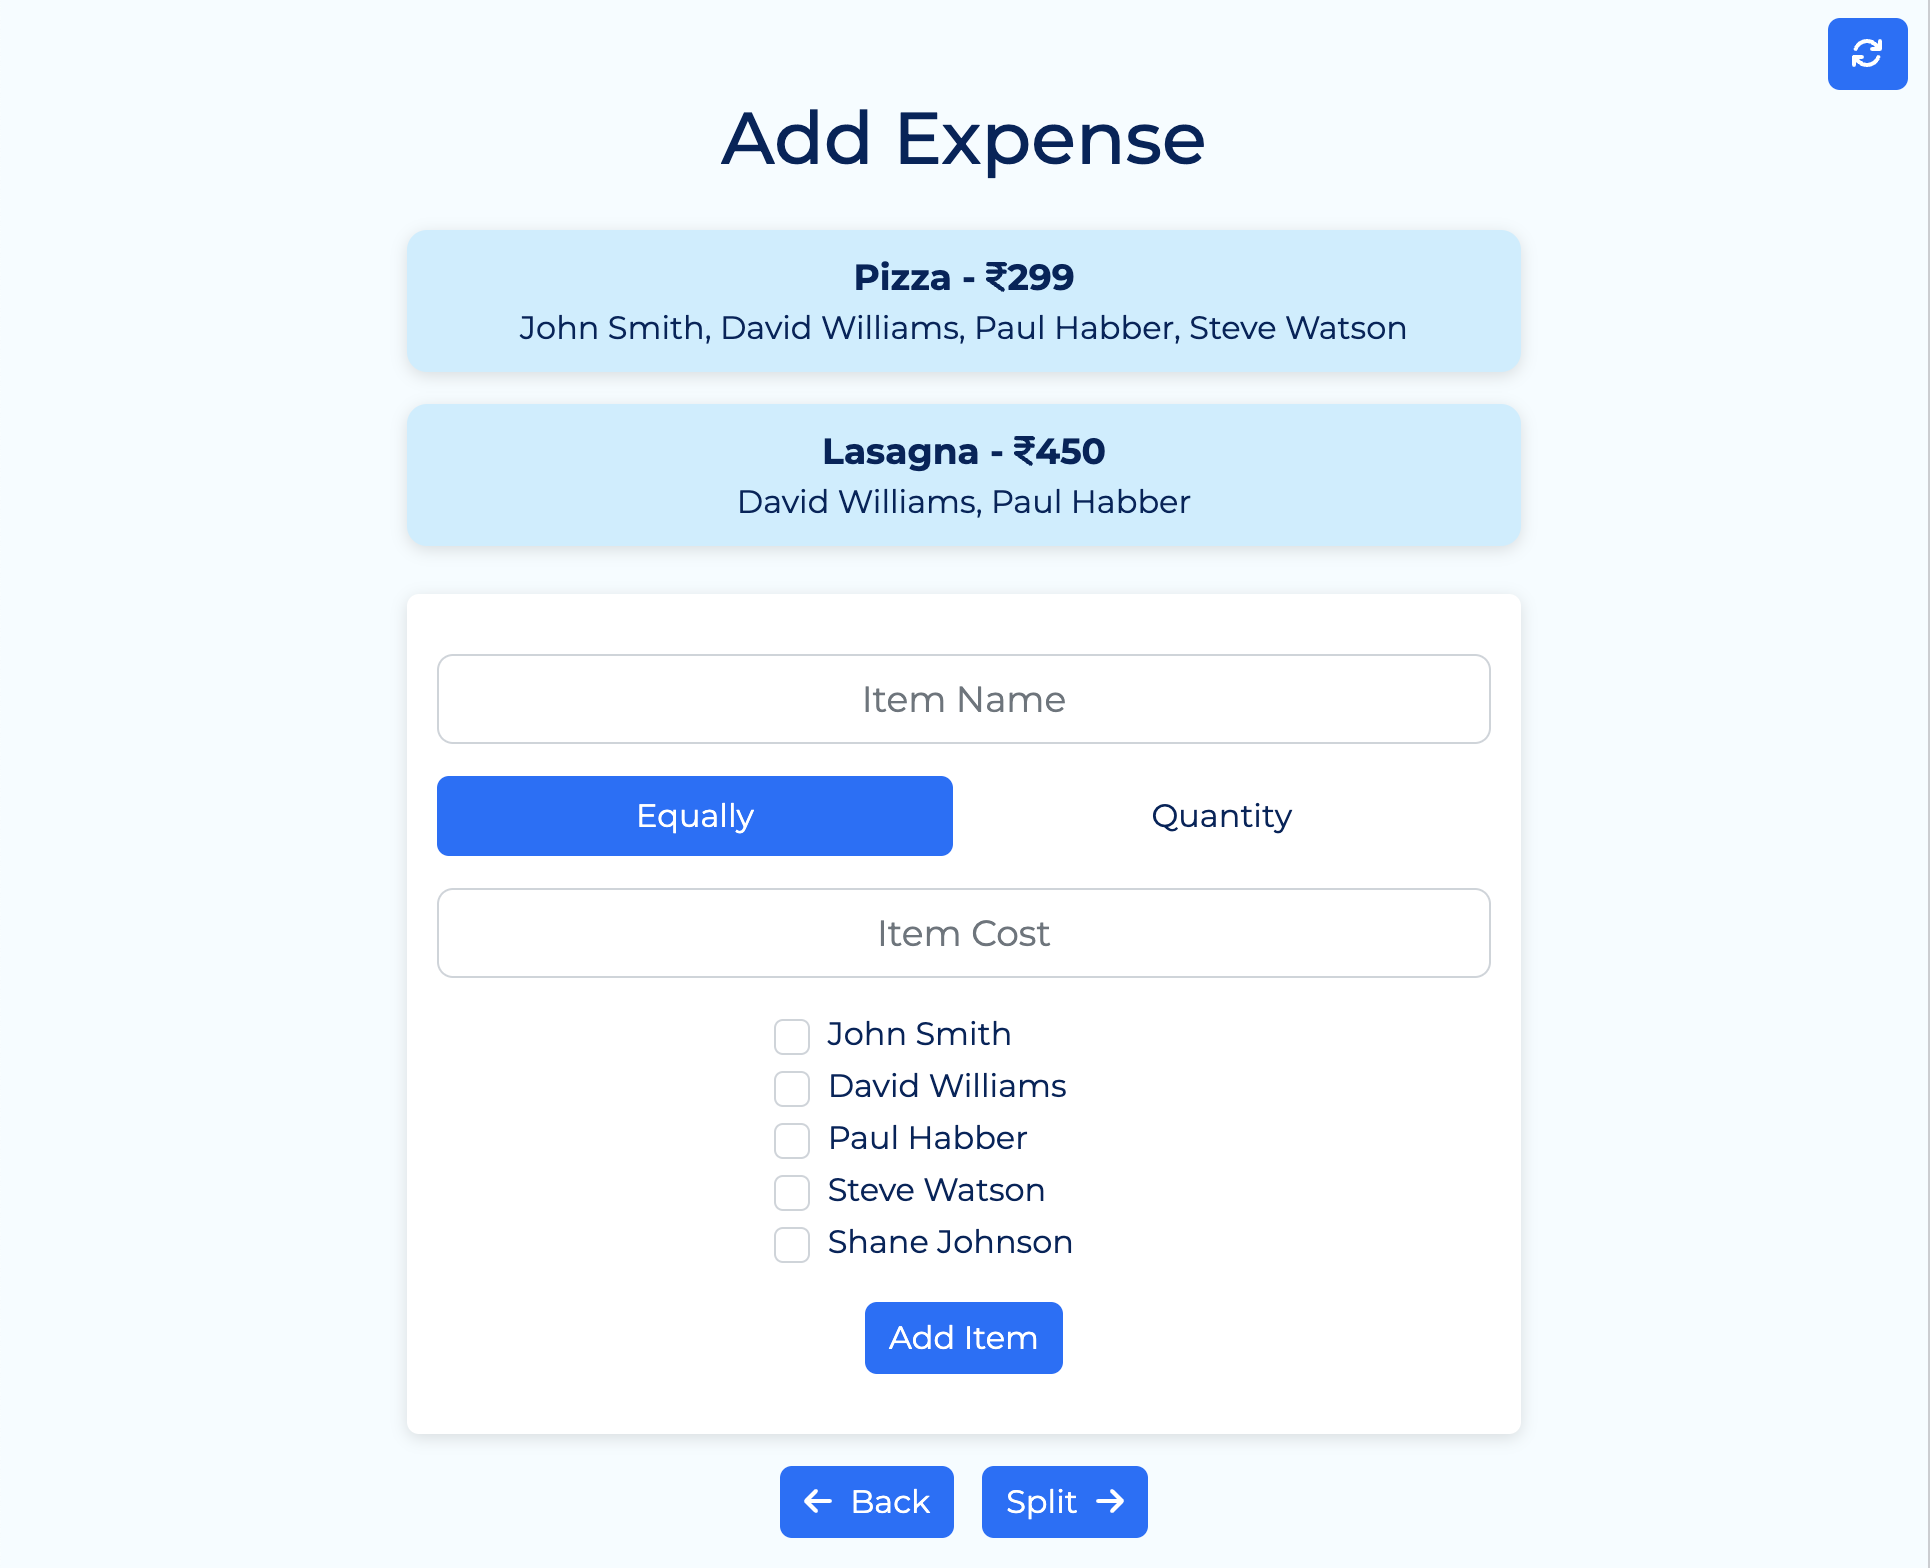 Add Expense
Pizza - ₹299
John Smith, David Williams, Paul Habber, Steve Watson
Lasagna - ₹450
David Williams, Paul Habber
Item Name
Equally
Quantity
Item Cost
John Smith
David Williams
Paul Habber
Steve Watson
Shane Johnson
Add Item
Back
Split